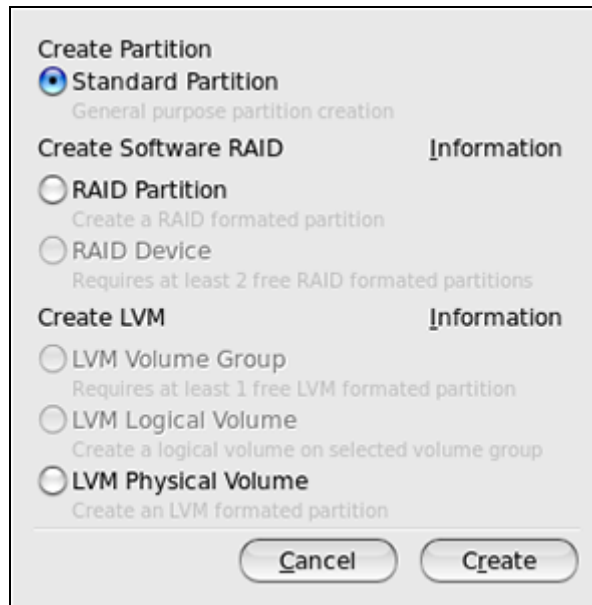 Create Partition
Standard Partition
General purpose partition creation
Create Software RAID Information
RAID Partition
Create a RAID formated partition
RAID Device
Requires at least 2 free RAID formated partitions
Create LVM Information
LVM Volume Group
Requires at least 1 free LVM formated partition
LVM Logical Volume
Create a logical volume on selected volume group
LVM Physical Volume
Create an LVM formated partition
Cancel Create